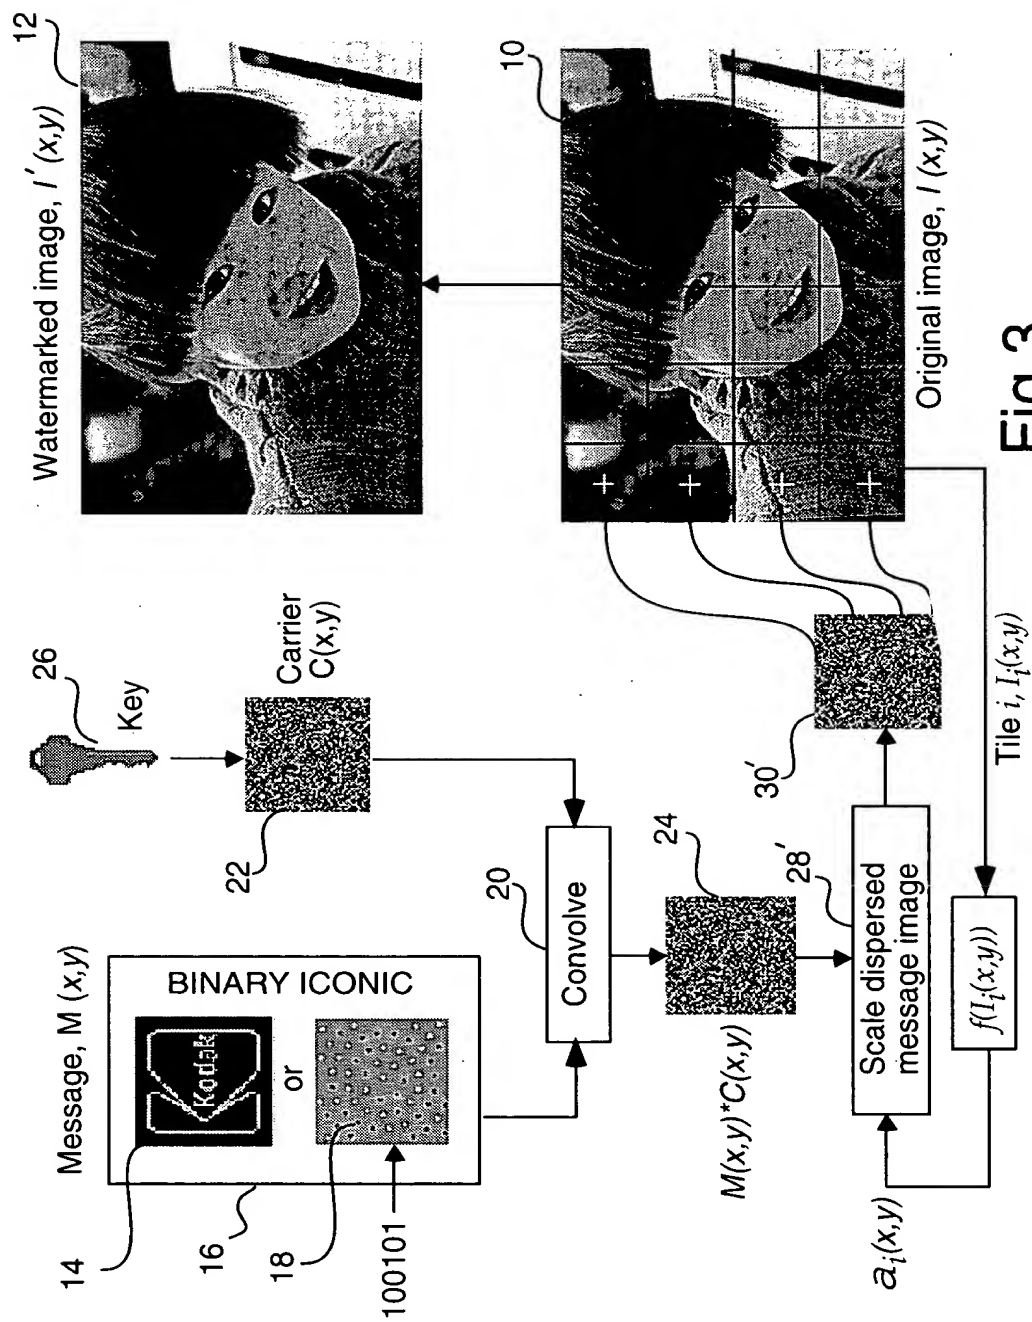 Message, M (x,y)
14
16
18
100101
BINARY ICONIC
Kodak
or
26
Key
22
Carrier
C(x,y)
20
Convolve
24
M(x,y)*C(x,y)
28'
Scale dispersed
message image
a_i(x,y)
f(I_i(x,y))
30'
Tile i, I_i(x,y)
Watermarked image, I' (x,y)
12
10
Original image, I (x,y)
Fig 3